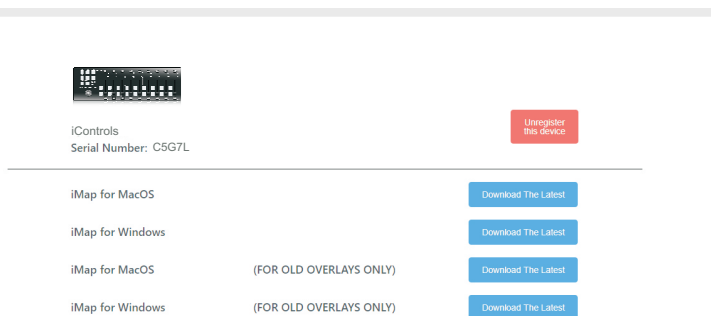 iControls
Serial Number: C5G7L
Unregister
this device
iMap for MacOS
Download The Latest
iMap for Windows
Download The Latest
iMap for MacOS (FOR OLD OVERLAYS ONLY)
Download The Latest
iMap for Windows (FOR OLD OVERLAYS ONLY)
Download The Latest